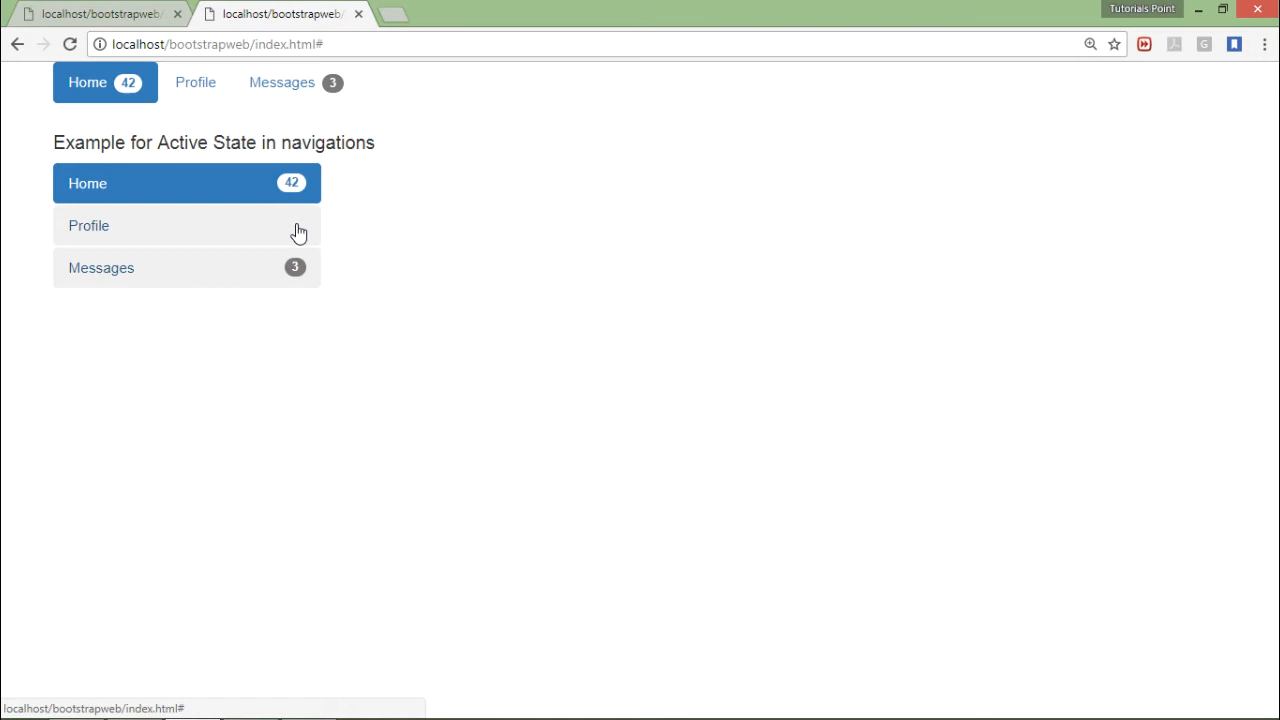 localhost/bootstrapweb/
localhost/bootstrapweb/
Tutorials Point
localhost/bootstrapweb/index.html#
Home 42 Profile Messages 3
Example for Active State in navigations
Home 42
Profile
Messages 3
localhost/bootstrapweb/index.html#